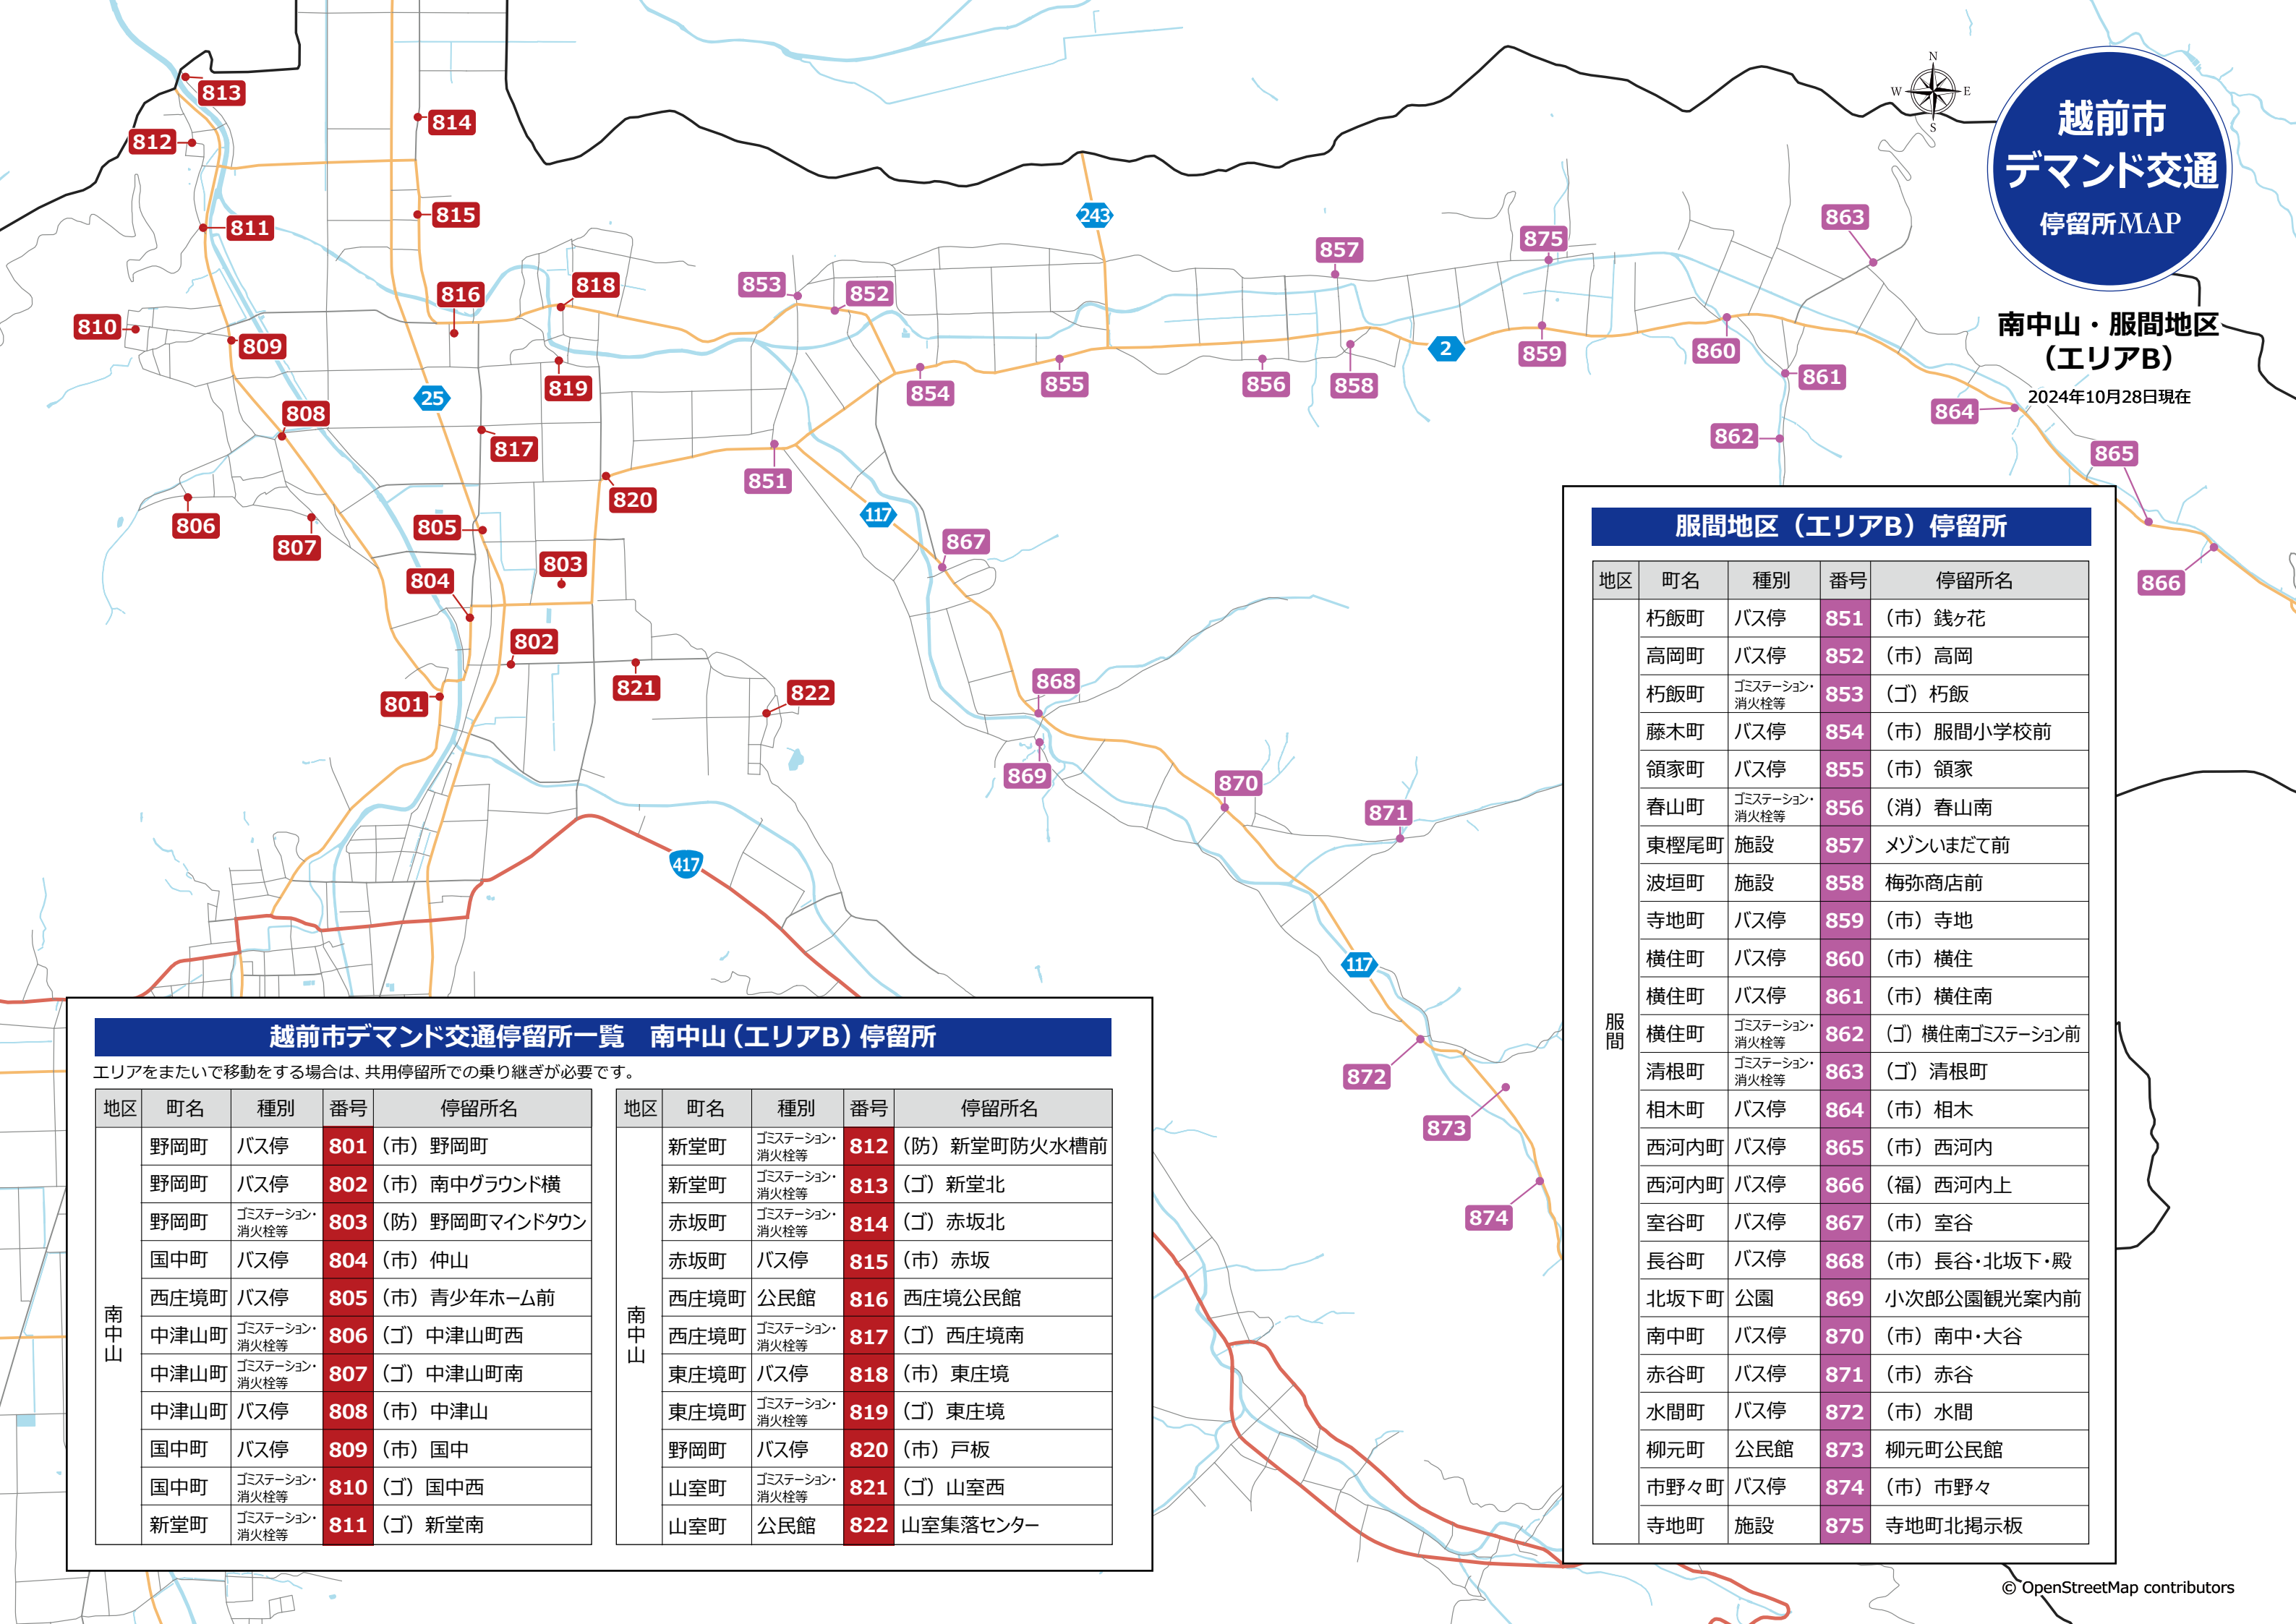 越前市
デマンド交通
停留所MAP
南中山・服間地区
（エリアB）
2024年10月28日現在
N
W
E
S
813
812
814
811
815
816
818
810
809
819
808
25
817
806
807
805
820
804
803
802
801
821
822
243
853
852
857
875
863
2
854
855
856
858
859
860
861
862
864
865
866
851
117
867
868
869
870
871
417
117
872
873
874
服間地区（エリアB）停留所
地区 町名 種別 番号 停留所名
服間
朽飯町 バス停 851 （市）銭ヶ花
高岡町 バス停 852 （市）高岡
朽飯町 ゴミステーション・消火栓等 853 （ゴ）朽飯
藤木町 バス停 854 （市）服間小学校前
領家町 バス停 855 （市）領家
春山町 ゴミステーション・消火栓等 856 （消）春山南
東樫尾町 施設 857 メゾンいまだて前
波垣町 施設 858 梅弥商店前
寺地町 バス停 859 （市）寺地
横住町 バス停 860 （市）横住
横住町 バス停 861 （市）横住南
横住町 ゴミステーション・消火栓等 862 （ゴ）横住南ゴミステーション前
清根町 ゴミステーション・消火栓等 863 （ゴ）清根町
相木町 バス停 864 （市）相木
西河内町 バス停 865 （市）西河内
西河内町 バス停 866 （福）西河内上
室谷町 バス停 867 （市）室谷
長谷町 バス停 868 （市）長谷・北坂下・殿
北坂下町 公園 869 小次郎公園観光案内前
南中町 バス停 870 （市）南中・大谷
赤谷町 バス停 871 （市）赤谷
水間町 バス停 872 （市）水間
柳元町 公民館 873 柳元町公民館
市野々町 バス停 874 （市）市野々
寺地町 施設 875 寺地町北掲示板
越前市デマンド交通停留所一覧　南中山（エリアB）停留所
エリアをまたいで移動をする場合は、共用停留所での乗り継ぎが必要です。
地区 町名 種別 番号 停留所名
南中山
野岡町 バス停 801 （市）野岡町
野岡町 バス停 802 （市）南中グラウンド横
野岡町 ゴミステーション・消火栓等 803 （防）野岡町マインドタウン
国中町 バス停 804 （市）仲山
西庄境町 バス停 805 （市）青少年ホーム前
中津山町 ゴミステーション・消火栓等 806 （ゴ）中津山町西
中津山町 ゴミステーション・消火栓等 807 （ゴ）中津山町南
中津山町 バス停 808 （市）中津山
国中町 バス停 809 （市）国中
国中町 ゴミステーション・消火栓等 810 （ゴ）国中西
新堂町 ゴミステーション・消火栓等 811 （ゴ）新堂南
地区 町名 種別 番号 停留所名
南中山
新堂町 ゴミステーション・消火栓等 812 （防）新堂町防火水槽前
新堂町 ゴミステーション・消火栓等 813 （ゴ）新堂北
赤坂町 ゴミステーション・消火栓等 814 （ゴ）赤坂北
赤坂町 バス停 815 （市）赤坂
西庄境町 公民館 816 西庄境公民館
西庄境町 ゴミステーション・消火栓等 817 （ゴ）西庄境南
東庄境町 バス停 818 （市）東庄境
東庄境町 ゴミステーション・消火栓等 819 （ゴ）東庄境
野岡町 バス停 820 （市）戸板
山室町 ゴミステーション・消火栓等 821 （ゴ）山室西
山室町 公民館 822 山室集落センター
© OpenStreetMap contributors